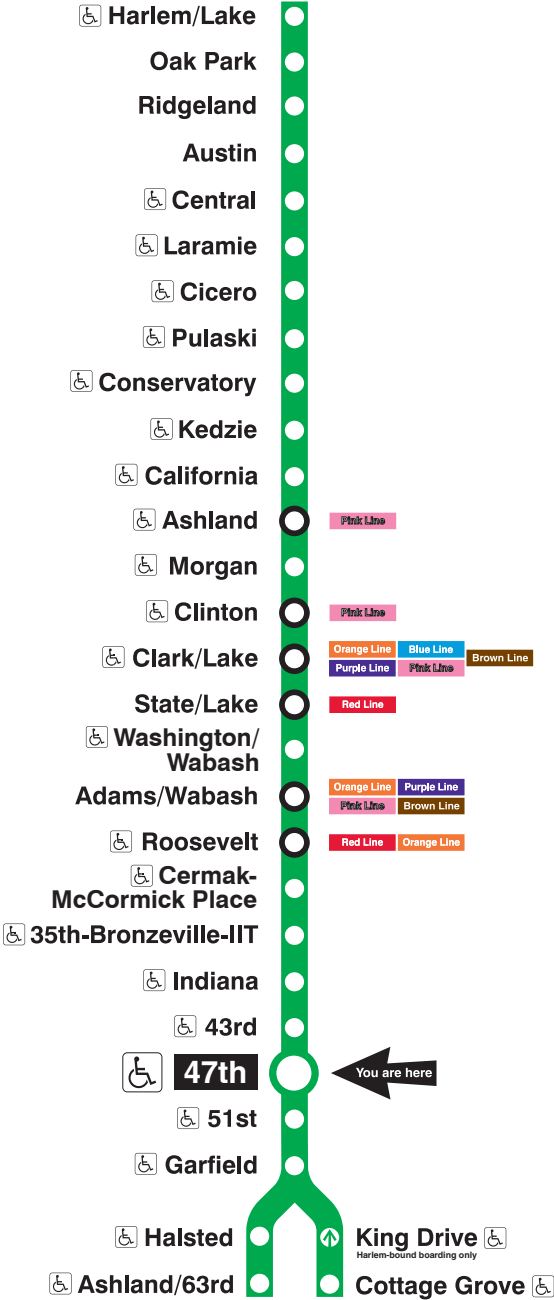 Harlem/Lake
Oak Park
Ridgeland
Austin
Central
Laramie
Cicero
Pulaski
Conservatory
Kedzie
California
Ashland
Pink Line
Morgan
Clinton
Pink Line
Clark/Lake
Orange Line Blue Line
Brown Line
Purple Line Pink Line
State/Lake
Red Line
Washington/
Wabash
Adams/Wabash
Orange Line Purple Line
Pink Line Brown Line
Roosevelt
Red Line Orange Line
Cermak-
McCormick Place
35th-Bronzeville-IIT
Indiana
43rd
47th
You are here
51st
Garfield
Halsted
King Drive
Harlem-bound boarding only
Ashland/63rd
Cottage Grove